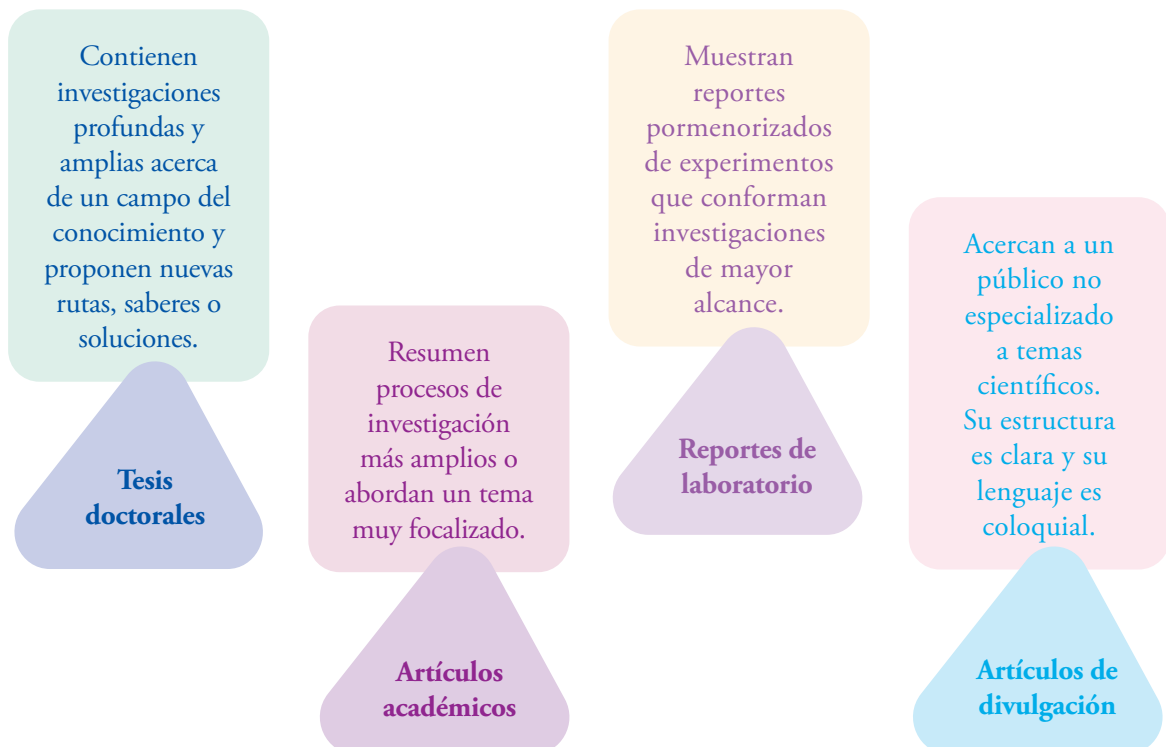 Contienen
investigaciones
profundas y
amplias acerca
de un campo del
conocimiento y
proponen nuevas
rutas, saberes o
soluciones.
Tesis
doctorales
Resumen
procesos de
investigación
más amplios o
abordan un tema
muy focalizado.
Artículos
académicos
Muestran
reportes
pormenorizados
de experimentos
que conforman
investigaciones
de mayor
alcance.
Reportes de
laboratorio
Acercan a un
público no
especializado
a temas
científicos.
Su estructura
es clara y su
lenguaje es
coloquial.
Artículos de
divulgación